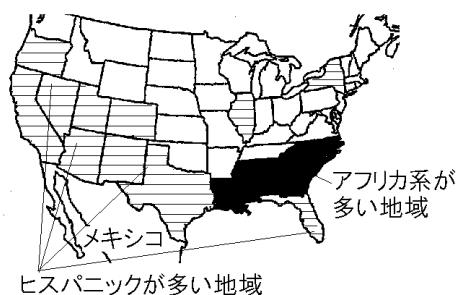 アフリカ系が
多い地域
メキシコ
ヒスパニックが多い地域